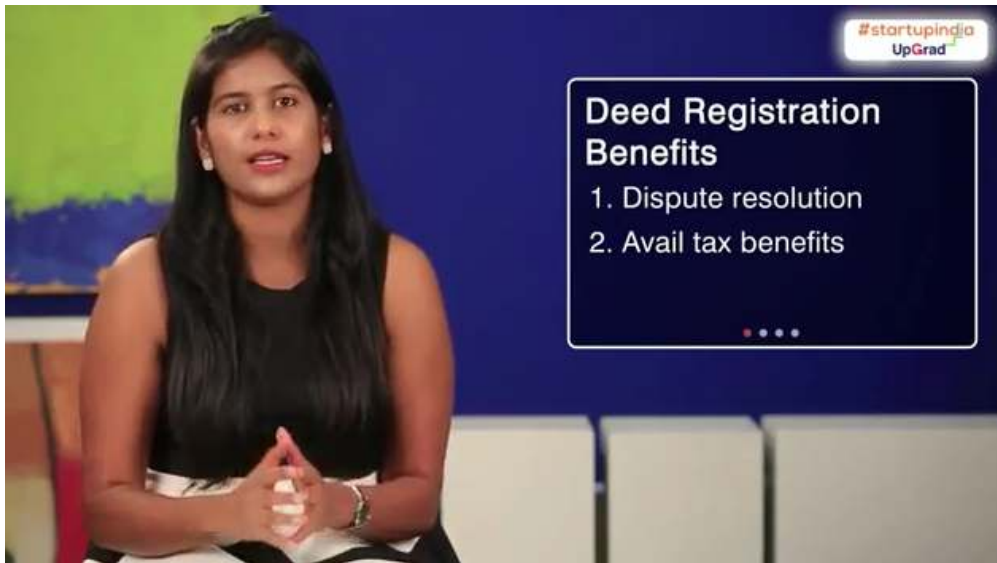 #startupindia
UpGrad
Deed Registration
Benefits
1. Dispute resolution
2. Avail tax benefits